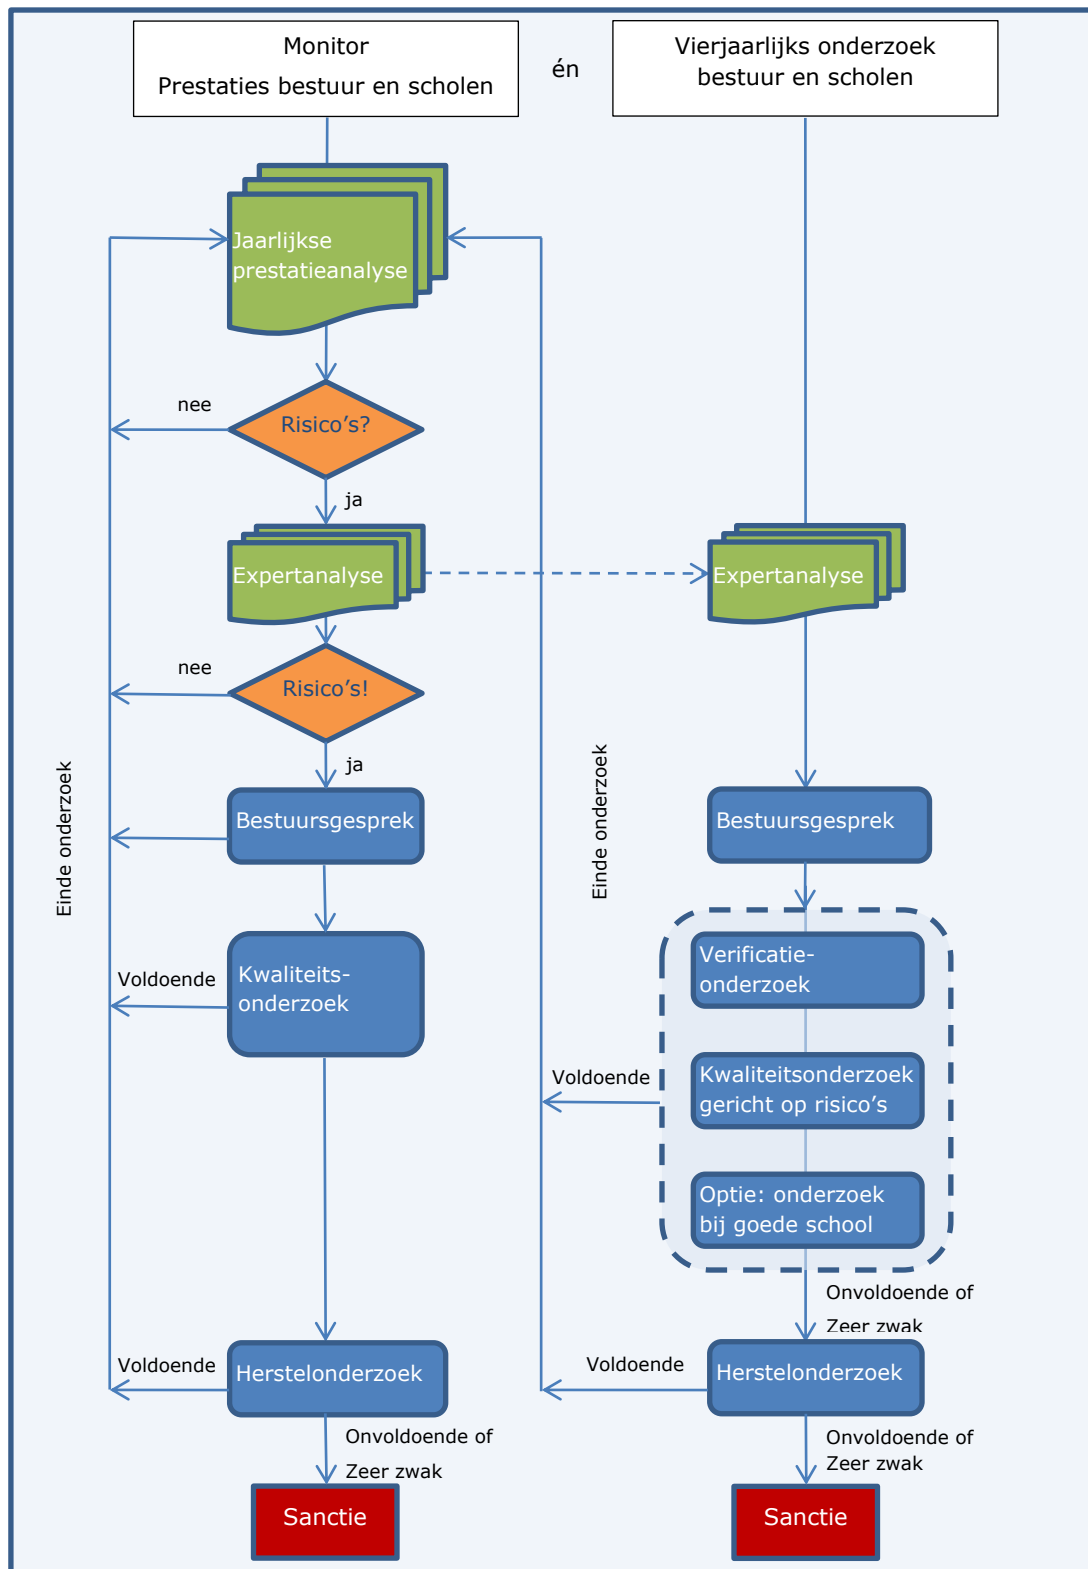 Monitor
Prestaties bestuur en scholen
én
Vierjaarlijks onderzoek
bestuur en scholen
Jaarlijkse
prestatieanalyse
nee
Risico's?
ja
Expertanalyse
Expertanalyse
nee
Risico's!
ja
Einde onderzoek
Bestuursgesprek
Einde onderzoek
Bestuursgesprek
Voldoende
Kwaliteits-
onderzoek
Verificatie-
onderzoek
Voldoende
Kwaliteitsonderzoek
gericht op risico's
Optie: onderzoek
bij goede school
Onvoldoende of
Zeer zwak
Voldoende
Herstelonderzoek
Voldoende
Herstelonderzoek
Onvoldoende of
Zeer zwak
Onvoldoende of
Zeer zwak
Sanctie
Sanctie